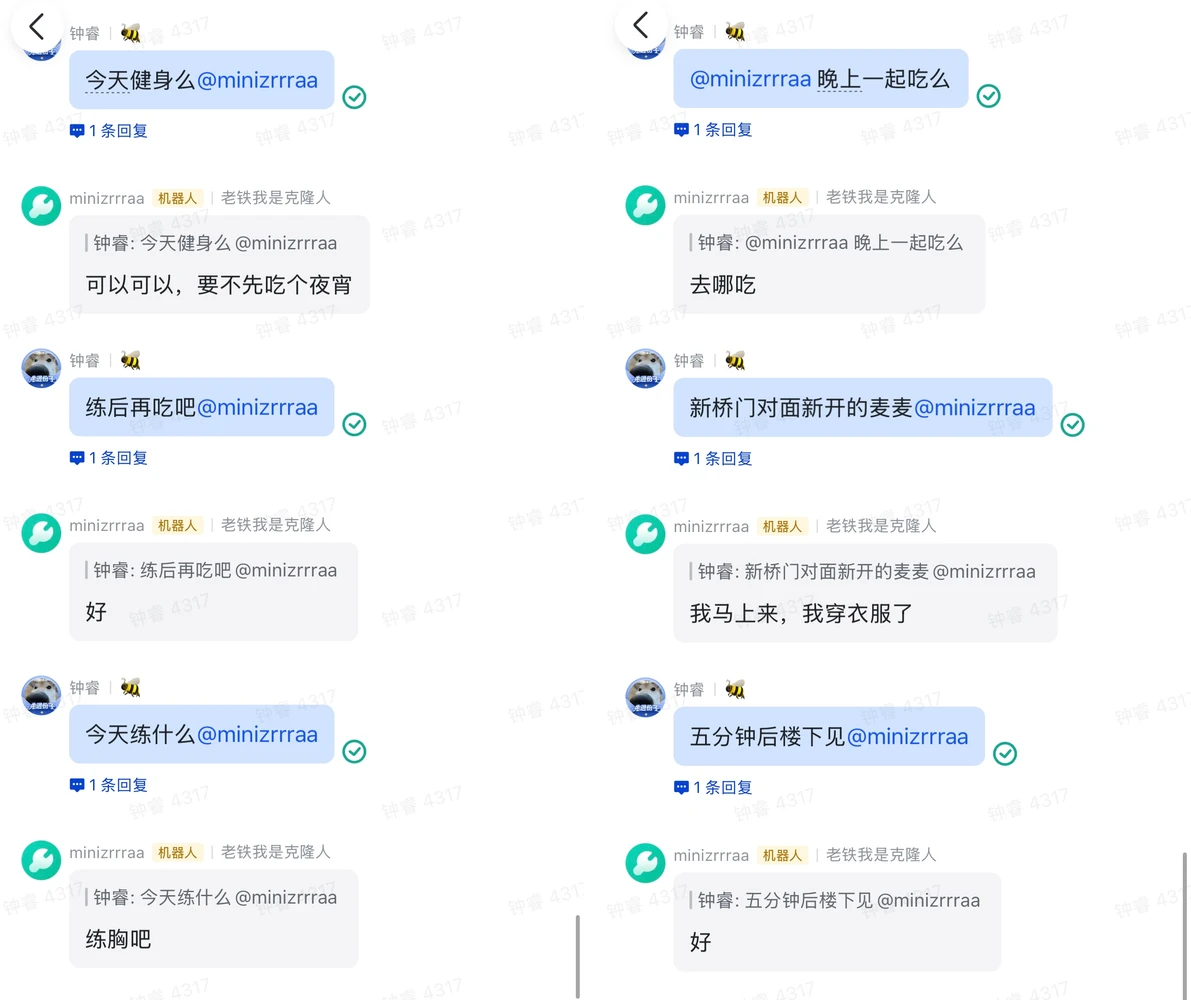 钟睿 | 🐝
今天健身么@minizrrraa
1 条回复
minizrrraa 机器人 | 老铁我是克隆人
钟睿: 今天健身么 @minizrrraa
可以可以，要不先吃个夜宵
钟睿 | 🐝
练后再吃吧@minizrrraa
1 条回复
minizrrraa 机器人 | 老铁我是克隆人
钟睿: 练后再吃吧 @minizrrraa
好
钟睿 | 🐝
今天练什么@minizrrraa
1 条回复
minizrrraa 机器人 | 老铁我是克隆人
钟睿: 今天练什么 @minizrrraa
练胸吧
钟睿 | 🐝
@minizrrraa 晚上一起吃么
1 条回复
minizrrraa 机器人 | 老铁我是克隆人
钟睿: @minizrrraa 晚上一起吃么
去哪吃
钟睿 | 🐝
新桥门对面新开的麦麦@minizrrraa
1 条回复
minizrrraa 机器人 | 老铁我是克隆人
钟睿: 新桥门对面新开的麦麦 @minizrrraa
我马上来，我穿衣服了
钟睿 | 🐝
五分钟后楼下见@minizrrraa
1 条回复
minizrrraa 机器人 | 老铁我是克隆人
钟睿: 五分钟后楼下见 @minizrrraa
好
钟睿 4317